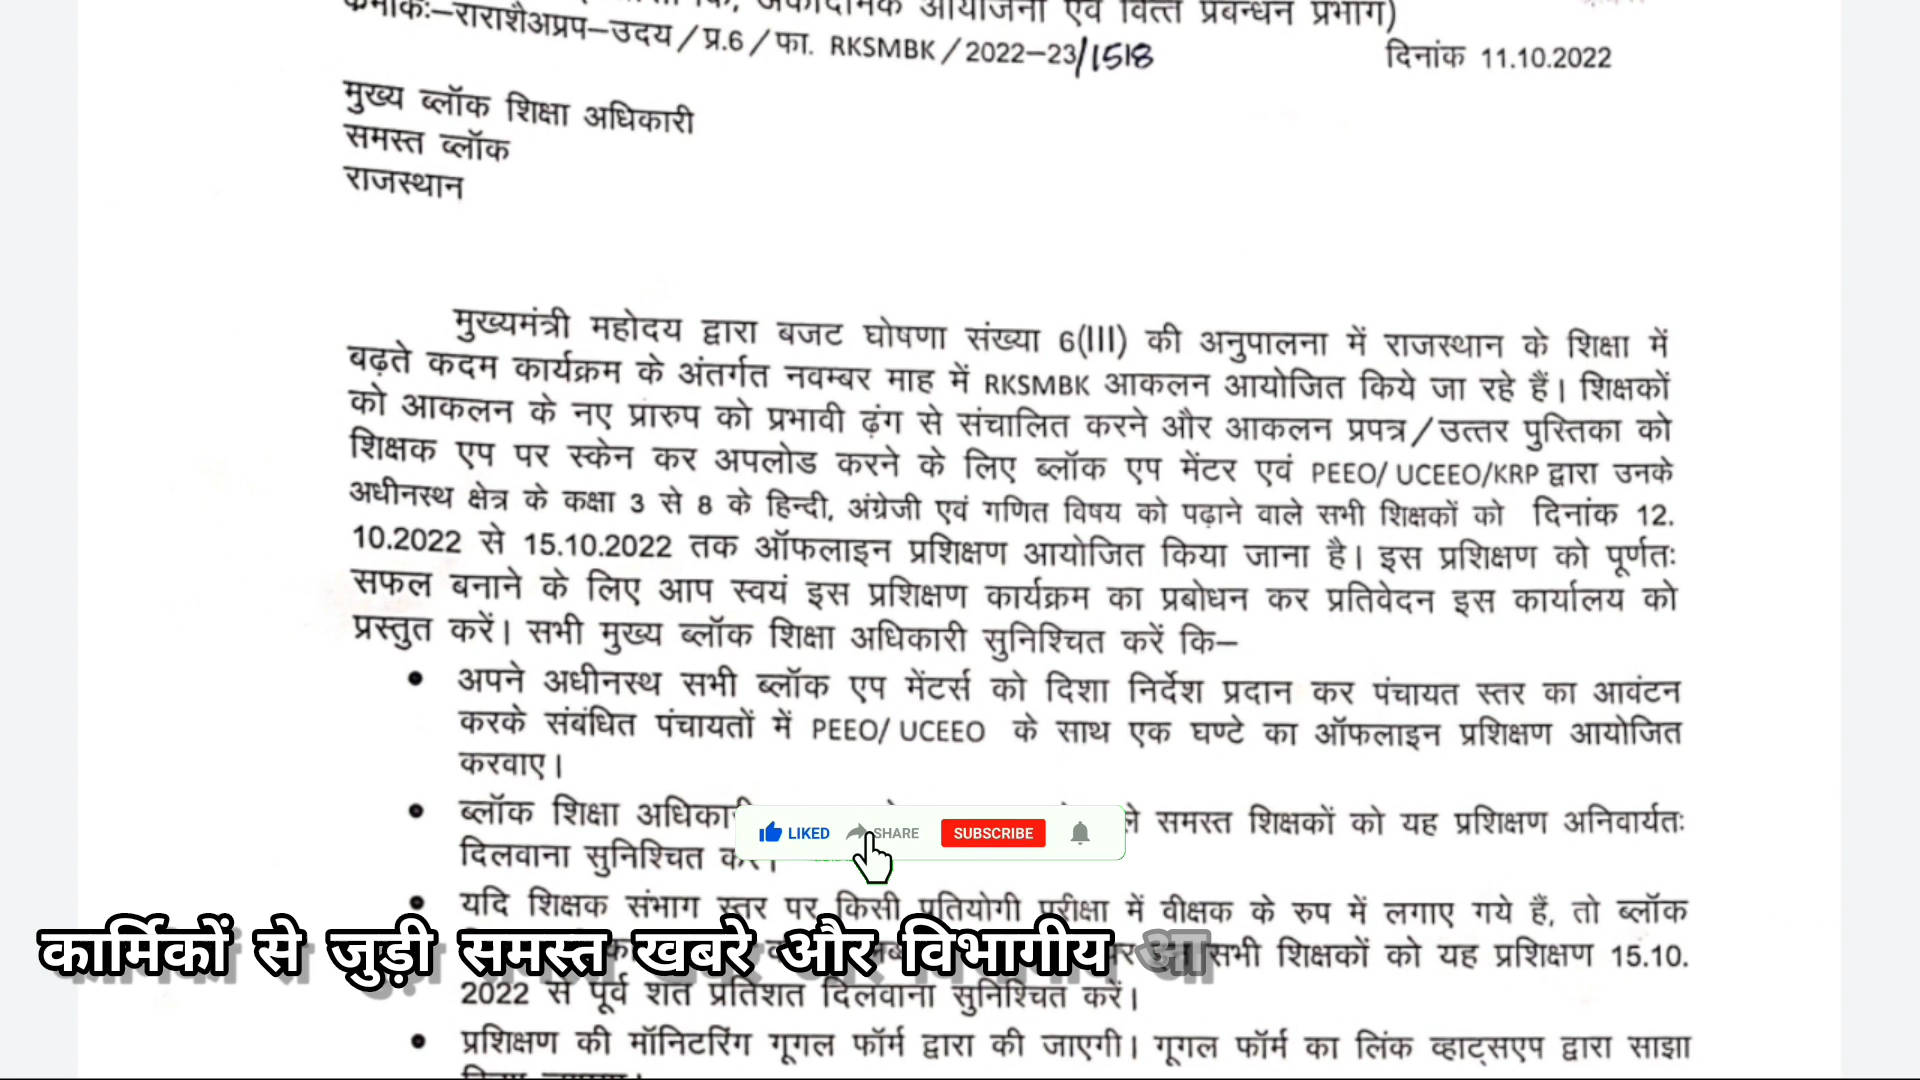 अकादमिक आयोजना एवं वित्त प्रबन्धन प्रभाग)
क्रमांकः–राराशैअप्रप–उदय/प्र.6/फा. RKSMBK/2022–23/1518
दिनांक 11.10.2022
मुख्य ब्लॉक शिक्षा अधिकारी
समस्त ब्लॉक
राजस्थान
मुख्यमंत्री महोदय द्वारा बजट घोषणा संख्या 6(III) की अनुपालना में राजस्थान के शिक्षा में
बढ़ते कदम कार्यक्रम के अंतर्गत नवम्बर माह में RKSMBK आकलन आयोजित किये जा रहे हैं। शिक्षकों
को आकलन के नए प्रारुप को प्रभावी ढ़ंग से संचालित करने और आकलन प्रपत्र/उत्तर पुस्तिका को
शिक्षक एप पर स्केन कर अपलोड करने के लिए ब्लॉक एप मेंटर एवं PEEO/ UCEEO/KRP द्वारा उनके
अधीनस्थ क्षेत्र के कक्षा 3 से 8 के हिन्दी, अंग्रेजी एवं गणित विषय को पढ़ाने वाले सभी शिक्षकों को दिनांक 12.
10.2022 से 15.10.2022 तक ऑफलाइन प्रशिक्षण आयोजित किया जाना है। इस प्रशिक्षण को पूर्णतः
सफल बनाने के लिए आप स्वयं इस प्रशिक्षण कार्यक्रम का प्रबोधन कर प्रतिवेदन इस कार्यालय को
प्रस्तुत करें। सभी मुख्य ब्लॉक शिक्षा अधिकारी सुनिश्चित करें कि–
• अपने अधीनस्थ सभी ब्लॉक एप मेंटर्स को दिशा निर्देश प्रदान कर पंचायत स्तर का आवंटन
करके संबंधित पंचायतों में PEEO/ UCEEO के साथ एक घण्टे का ऑफलाइन प्रशिक्षण आयोजित
करवाए।
• ब्लॉक शिक्षा अधिकारी समस्त शिक्षकों को यह प्रशिक्षण अनिवार्यतः
LIKED SHARE SUBSCRIBE
दिलवाना सुनिश्चित करें।
• यदि शिक्षक संभाग स्तर पर किसी प्रतियोगी परीक्षा में वीक्षक के रुप में लगाए गये हैं, तो ब्लॉक
सभी शिक्षकों को यह प्रशिक्षण 15.10.
कार्मिकों से जुड़ी समस्त खबरे और विभागीय आ
2022 से पूर्व शत प्रतिशत दिलवाना सुनिश्चित करें।
• प्रशिक्षण की मॉनिटरिंग गूगल फॉर्म द्वारा की जाएगी। गूगल फॉर्म का लिंक व्हाट्सएप द्वारा साझा